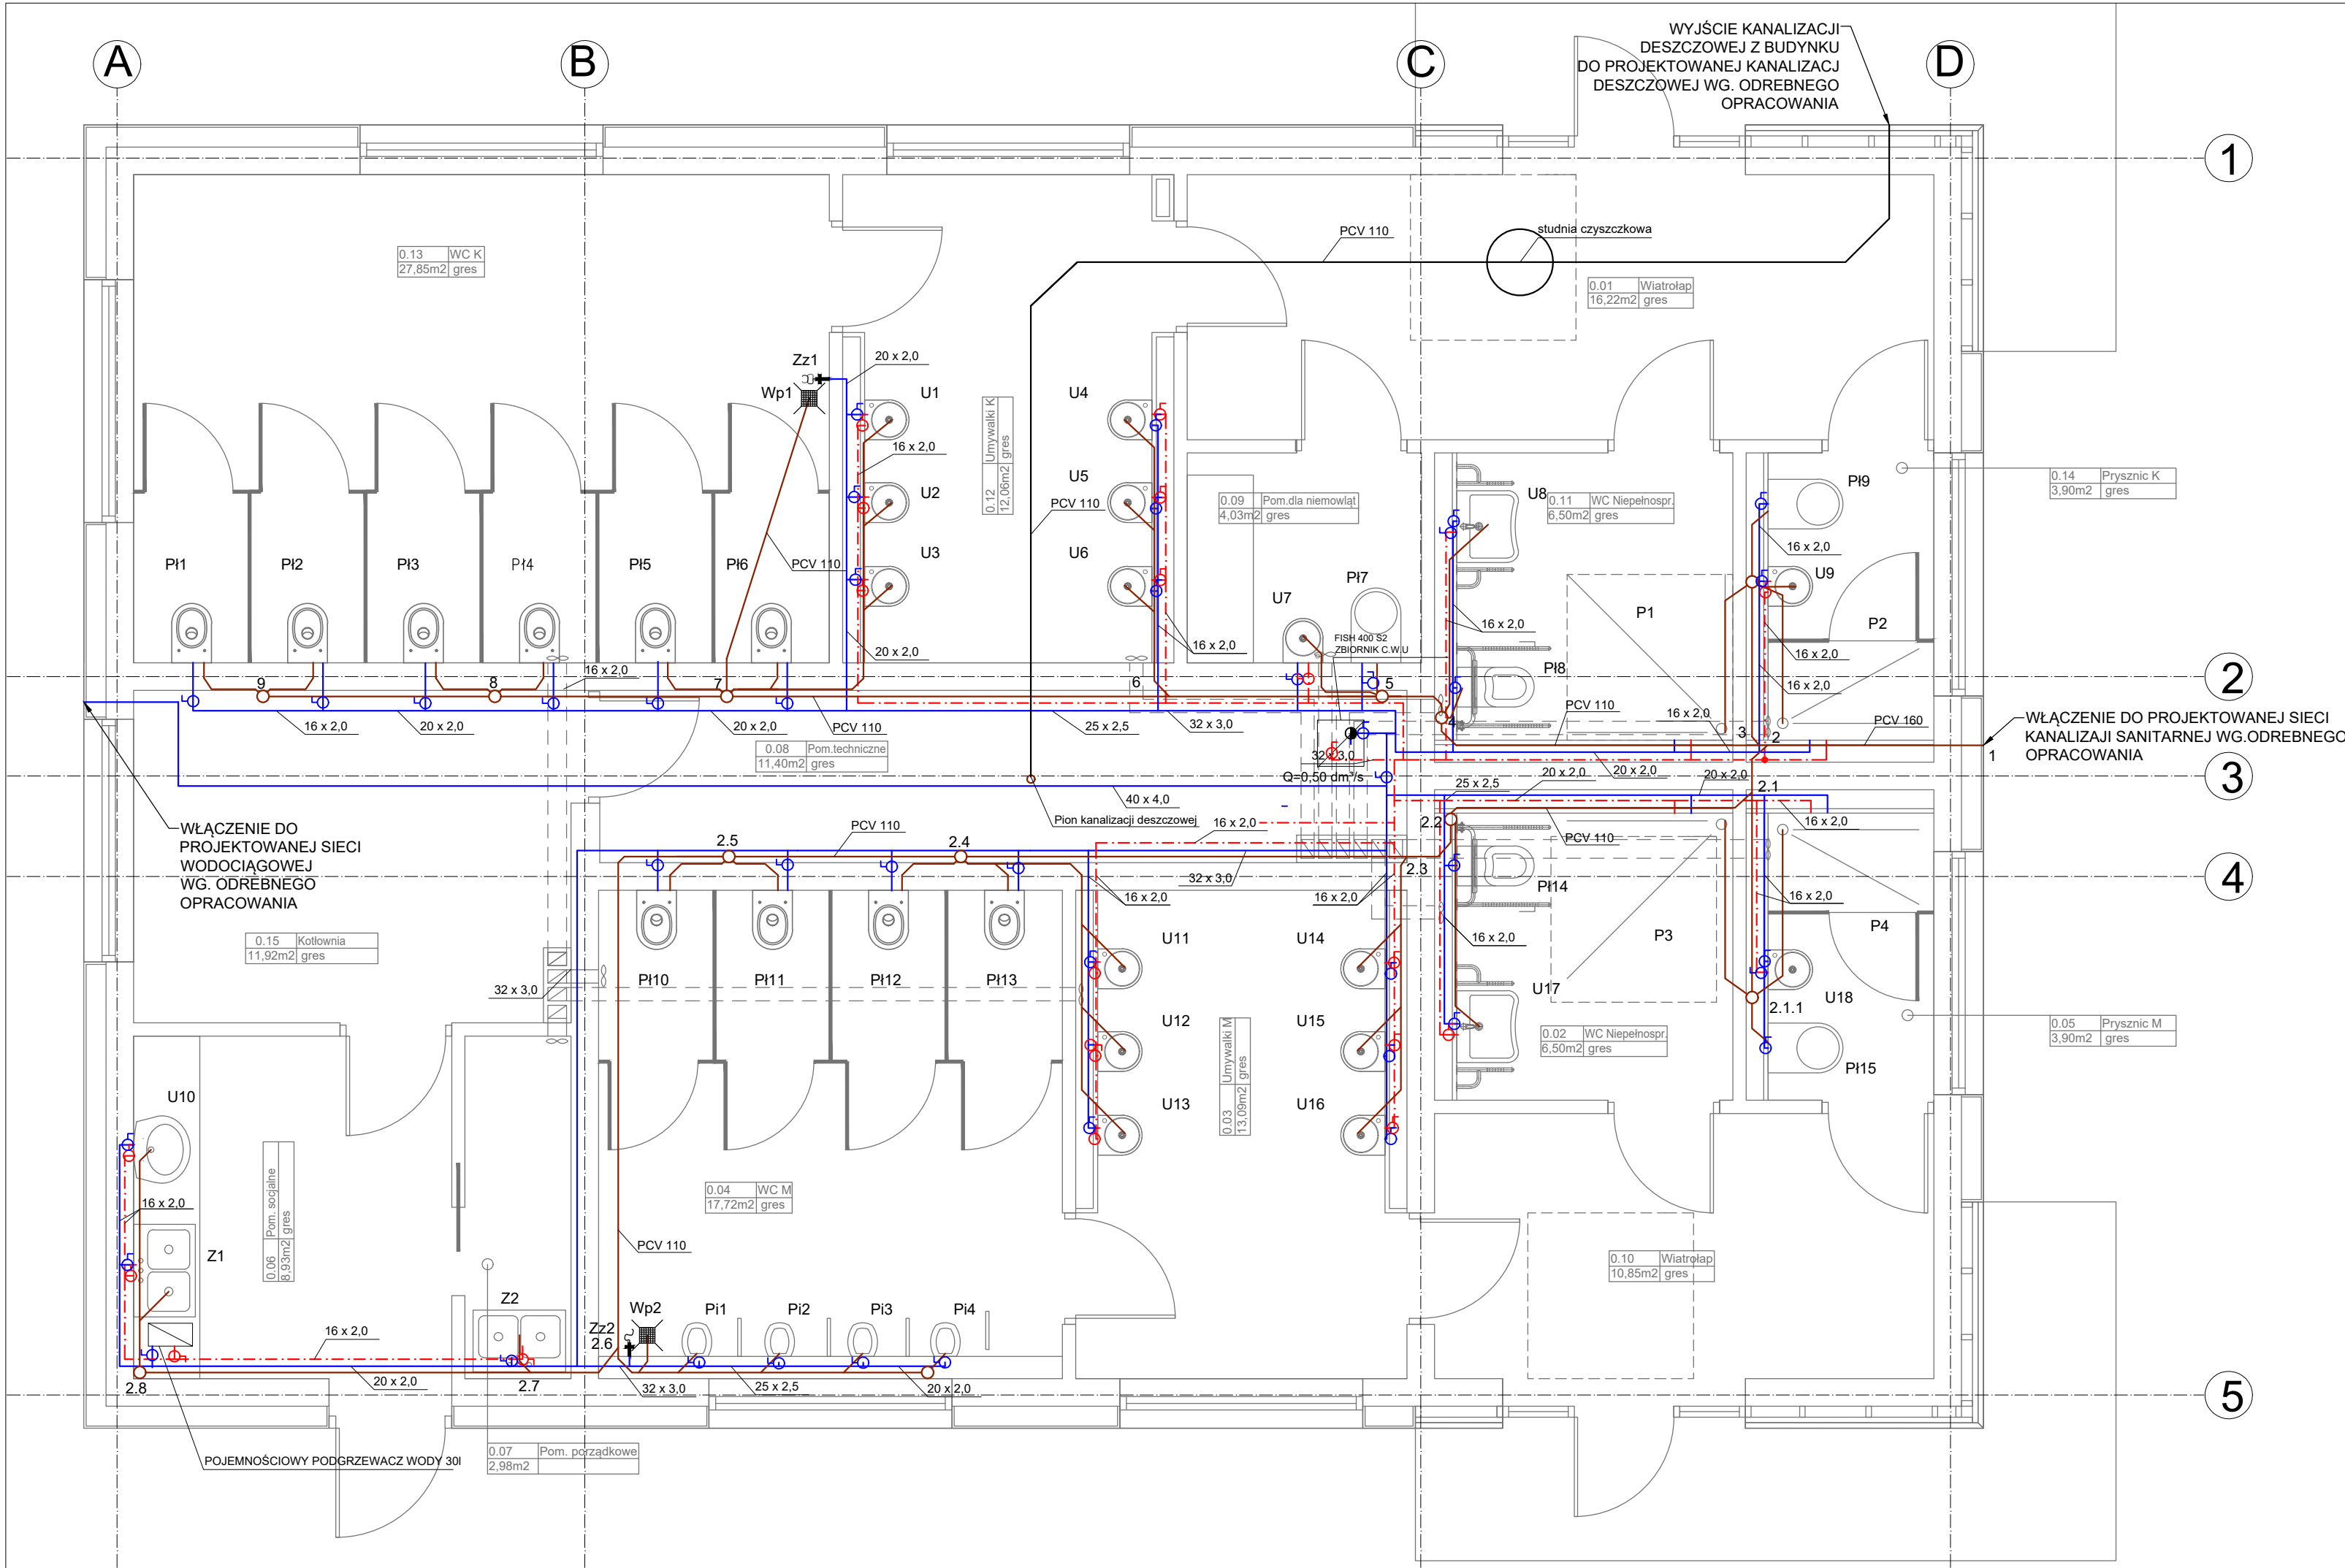 WYJŚCIE KANALIZACJI
DESZCZOWEJ Z BUDYNKU
DO PROJEKTOWANEJ KANALIZACJ
DESZCZOWEJ WG. ODREBNEGO
OPRACOWANIA
A
B
C
D
1
PCV 110
studnia czyszczkowa
0.13 WC K
27,85m2 gres
0.01 Wiatrołap
16,22m2 gres
Zz1
20 x 2,0
Wp1
U1
U4
0.12 Umywalki K
12,06m2 gres
16 x 2,0
U2
U5
PCV 110
0.09 Pom.dla niemowląt
4,03m2 gres
U8
0.11 WC Niepełnospr.
6,50m2 gres
Pł9
0.14 Prysznic K
3,90m2 gres
U3
U6
16 x 2,0
Pł1
Pł2
Pł3
Pł4
Pł5
Pł6
PCV 110
Pł7
U9
U7
P1
P2
16 x 2,0
FISH 400 S2
ZBIORNIK C.W.U
20 x 2,0
16 x 2,0
16 x 2,0
16 x 2,0
Pł8
2
9
8
7
6
5
16 x 2,0
4
PCV 110
16 x 2,0
PCV 160
WŁĄCZENIE DO PROJEKTOWANEJ SIECI
KANALIZAJI SANITARNEJ WG.ODREBNEGO
OPRACOWANIA
1
16 x 2,0
20 x 2,0
20 x 2,0
PCV 110
25 x 2,5
32 x 3,0
3
2
0.08 Pom.techniczne
11,40m2 gres
32 x 3,0
Q=0,50 dm³/s
20 x 2,0
20 x 2,0
20 x 2,0
3
25 x 2,5
2.1
40 x 4,0
Pion kanalizacji deszczowej
16 x 2,0
2.2
16 x 2,0
PCV 110
WŁĄCZENIE DO
PROJEKTOWANEJ SIECI
WODOCIĄGOWEJ
WG. ODREBNEGO
OPRACOWANIA
PCV 110
2.5
2.4
2.3
4
32 x 3,0
16 x 2,0
16 x 2,0
Pł14
16 x 2,0
0.15 Kotłownia
11,92m2 gres
U11
U14
16 x 2,0
P3
P4
32 x 3,0
Pł10
Pł11
Pł12
Pł13
U17
U18
2.1.1
U12
U15
0.02 WC Niepełnospr.
6,50m2 gres
0.05 Prysznic M
3,90m2 gres
0.03 Umywalki M
13,09m2 gres
Pł15
U10
U13
U16
0.06 Pom. socjalne
8,93m2 gres
16 x 2,0
0.04 WC M
17,72m2 gres
PCV 110
Z1
0.10 Wiatrołap
10,85m2 gres
Z2
Wp2
Pi1
Pi2
Pi3
Pi4
Zz2
2.6
16 x 2,0
2.8
20 x 2,0
2.7
32 x 3,0
25 x 2,5
20 x 2,0
5
POJEMNOŚCIOWY PODGRZEWACZ WODY 30l
0.07 Pom. porządkowe
2,98m2